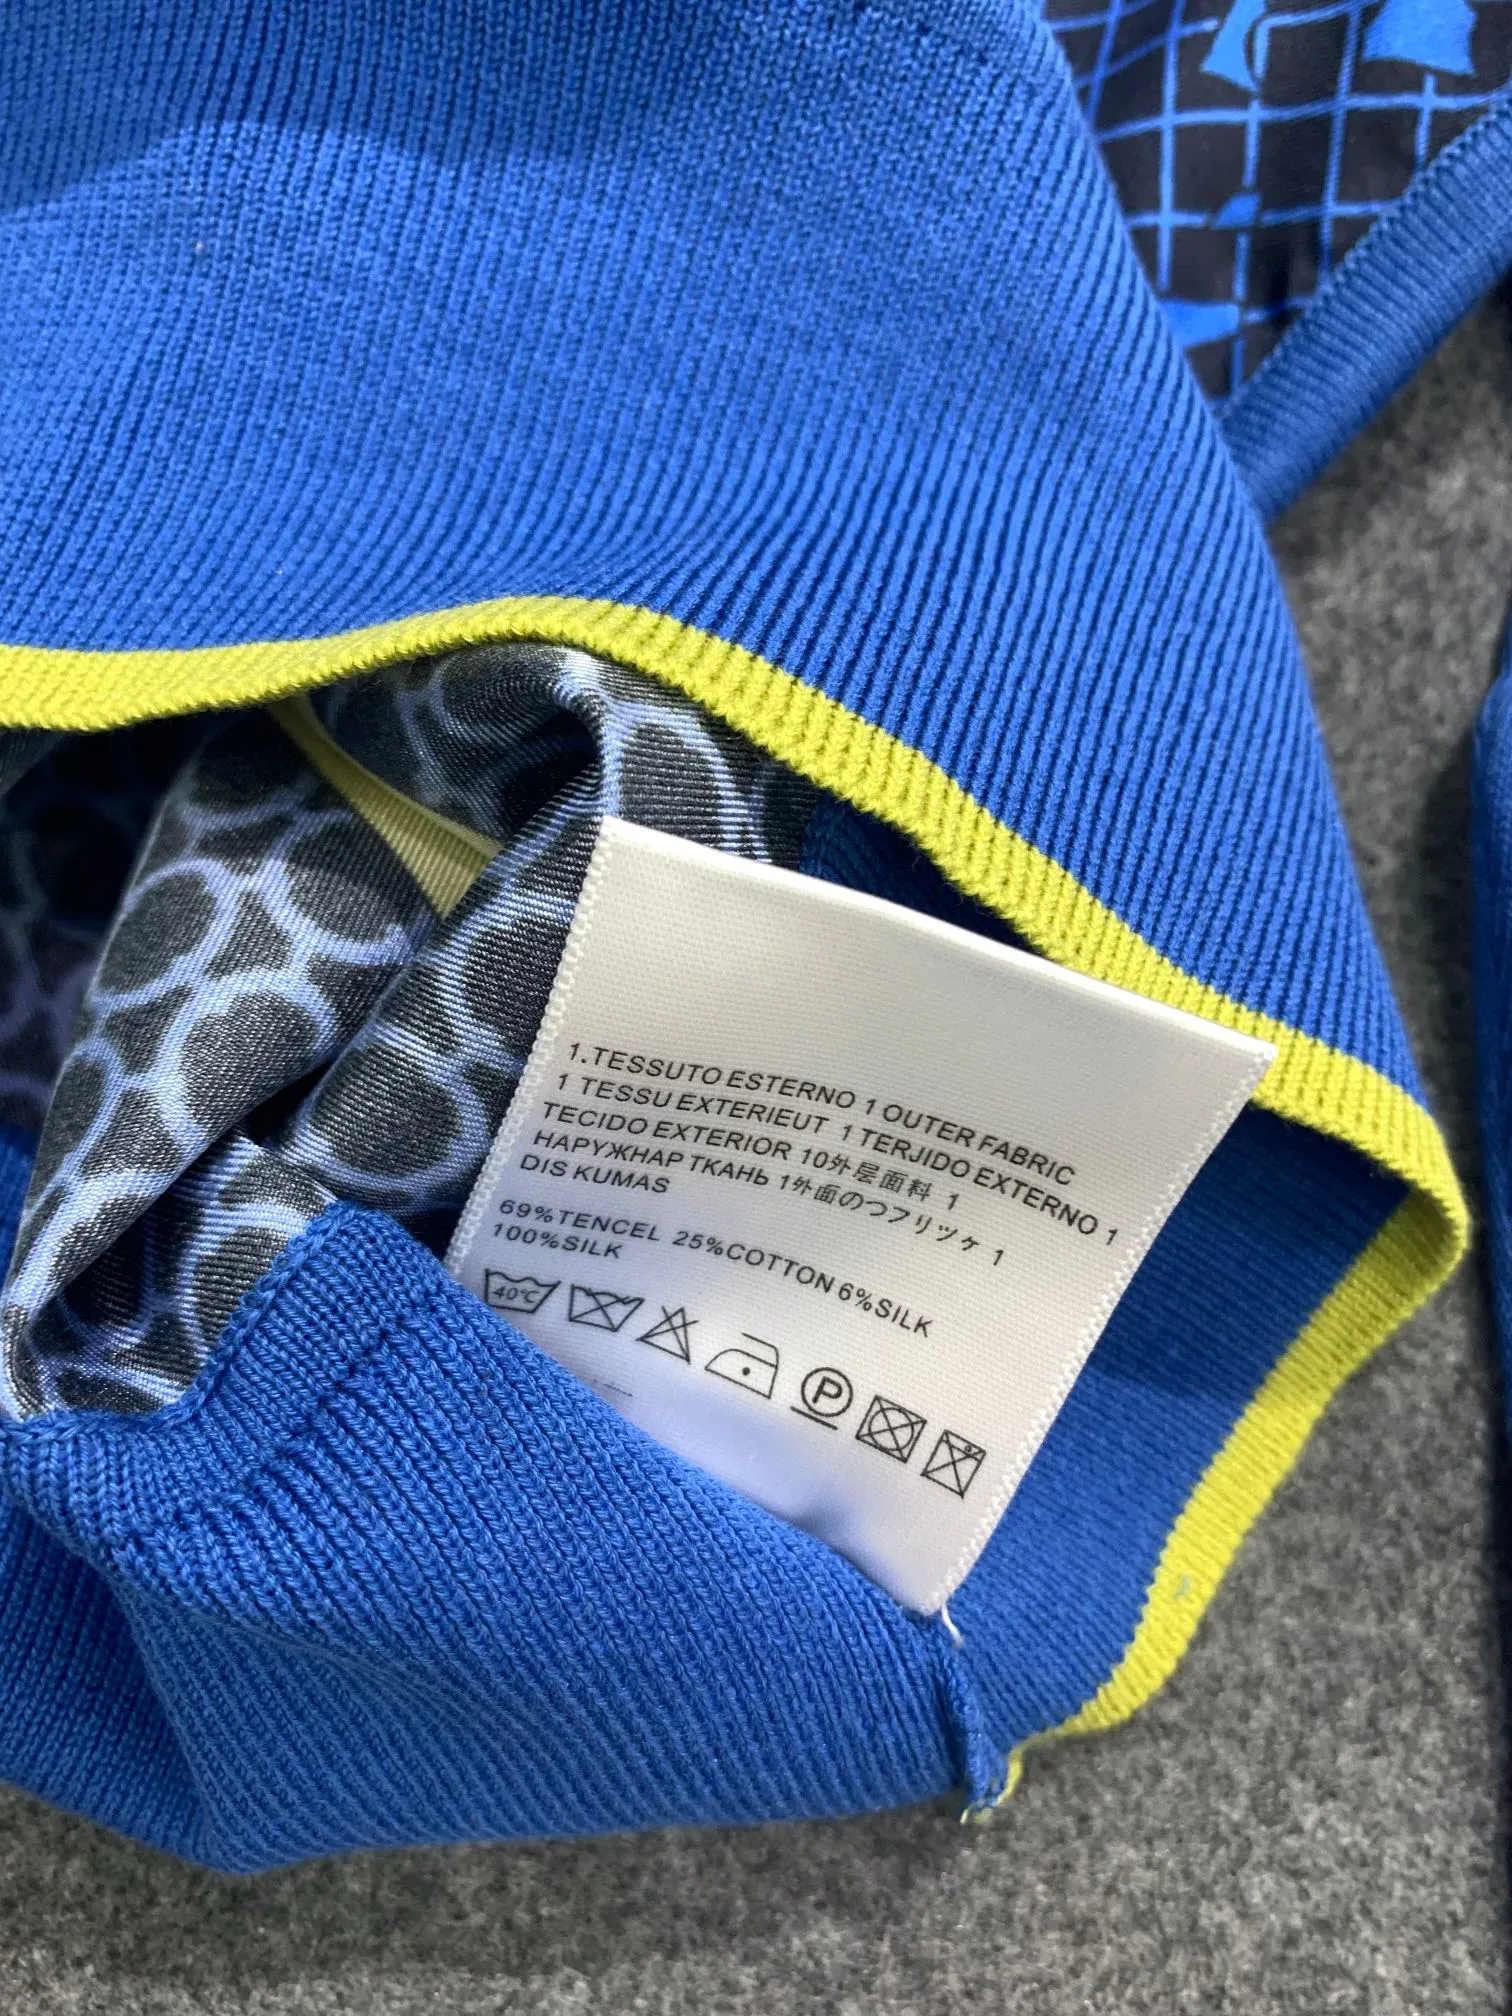 1.TESSUTO ESTERNO 1 OUTER FABRIC
1 TESSU EXTERIEUT 1 TERJIDO EXTERNO 1
TECIDO EXTERIOR 10外层面料 1
НАРУЖНАР ТКАНЬ 1外面のつフリツヶ 1
DIS KUMAS
69%TENCEL 25%COTTON 6%SILK
100%SILK
40℃
P